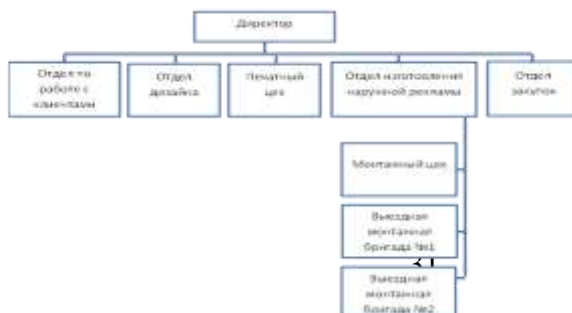 Директор
Отдел по
работе с
клиентами
Отдел
дизайна
Печатный
цех
Отдел изготовления
наружной рекламы
Отдел
закупок
Монтажный цех
Выездная
монтажная
бригада №1
Выездная
монтажная
бригада №2